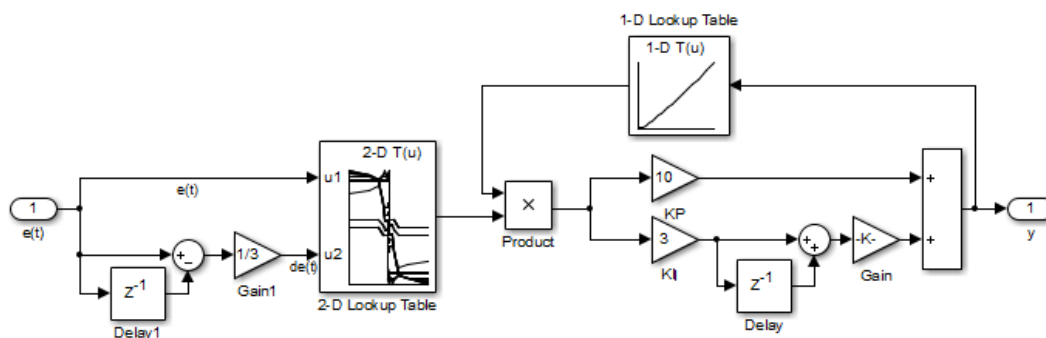 1-D Lookup Table
1-D T(u)
2-D T(u)
u1
u2
1
e(t)
e(t)
+
−
1/3
Gain1
de(t)
Z-1
Delay1
2-D Lookup Table
×
Product
10
KP
3
KI
+
+
-K-
Gain
Z-1
Delay
+
+
1
y